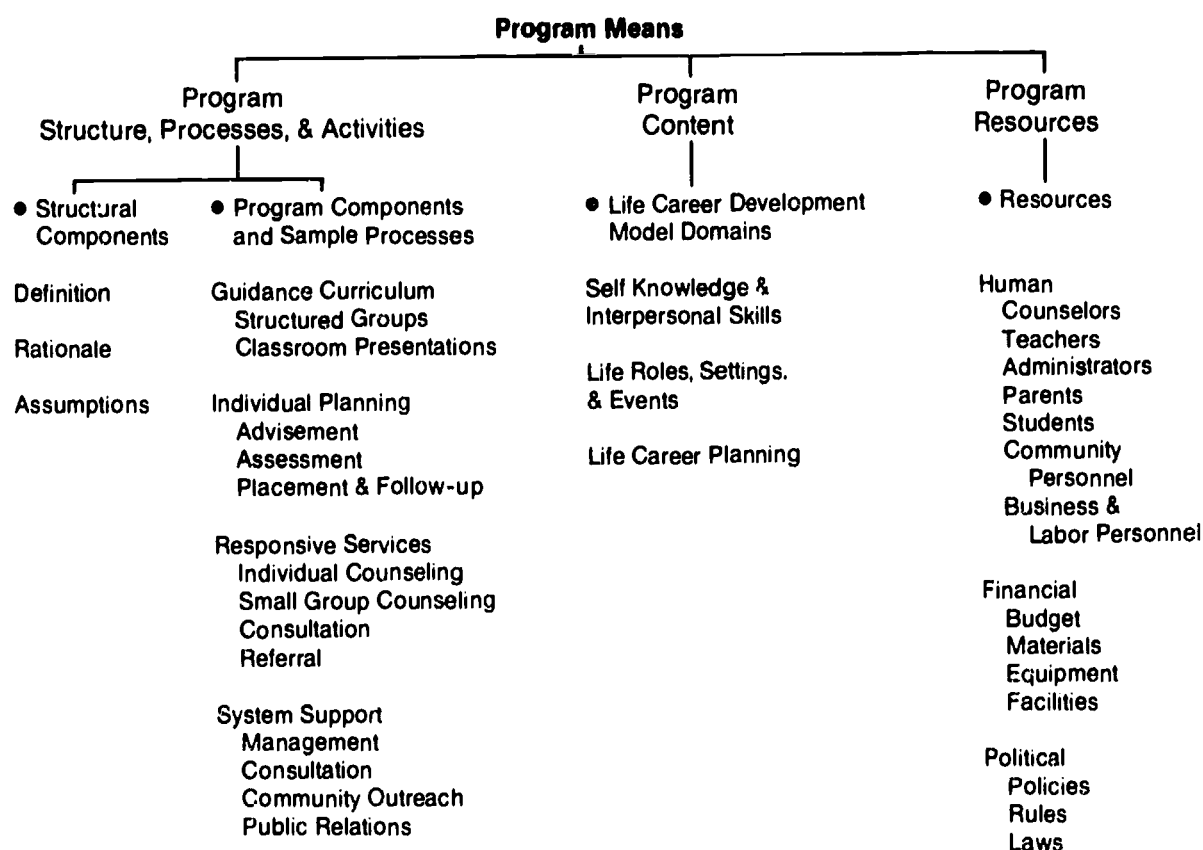 Program Means
Program
Structure, Processes, & Activities
● Structural
Components
Definition
Rationale
Assumptions
● Program Components
and Sample Processes
Guidance Curriculum
Structured Groups
Classroom Presentations
Individual Planning
Advisement
Assessment
Placement & Follow-up
Responsive Services
Individual Counseling
Small Group Counseling
Consultation
Referral
System Support
Management
Consultation
Community Outreach
Public Relations
Program
Content
● Life Career Development
Model Domains
Self Knowledge &
Interpersonal Skills
Life Roles, Settings.
& Events
Life Career Planning
Program
Resources
● Resources
Human
Counselors
Teachers
Administrators
Parents
Students
Community
Personnel
Business &
Labor Personnel
Financial
Budget
Materials
Equipment
Facilities
Political
Policies
Rules
Laws